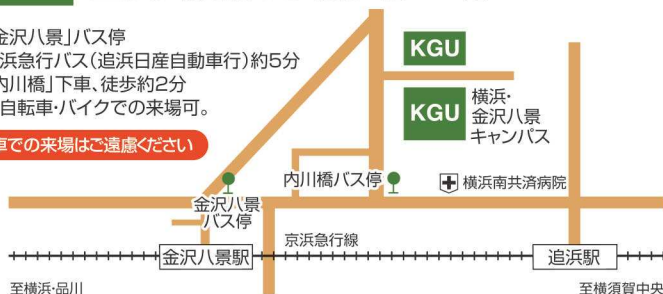 金沢八景」バス停
浜急行バス(追浜日産自動車行)約5分
内川橋」下車、徒歩約2分
自転車・バイクでの来場可。
車での来場はご遠慮ください
KGU
KGU
横浜・
金沢八景
キャンパス
内川橋バス停
横浜南共済病院
金沢八景
バス停
京浜急行線
金沢八景駅
追浜駅
至横浜・品川
至横須賀中央